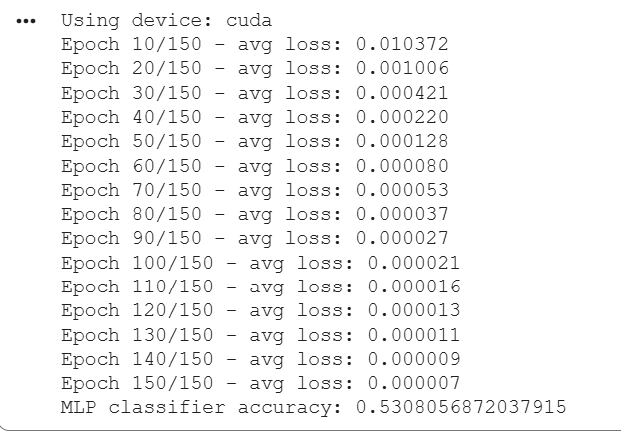 ••• Using device: cuda
Epoch 10/150 - avg loss: 0.010372
Epoch 20/150 - avg loss: 0.001006
Epoch 30/150 - avg loss: 0.000421
Epoch 40/150 - avg loss: 0.000220
Epoch 50/150 - avg loss: 0.000128
Epoch 60/150 - avg loss: 0.000080
Epoch 70/150 - avg loss: 0.000053
Epoch 80/150 - avg loss: 0.000037
Epoch 90/150 - avg loss: 0.000027
Epoch 100/150 - avg loss: 0.000021
Epoch 110/150 - avg loss: 0.000016
Epoch 120/150 - avg loss: 0.000013
Epoch 130/150 - avg loss: 0.000011
Epoch 140/150 - avg loss: 0.000009
Epoch 150/150 - avg loss: 0.000007
MLP classifier accuracy: 0.5308056872037915